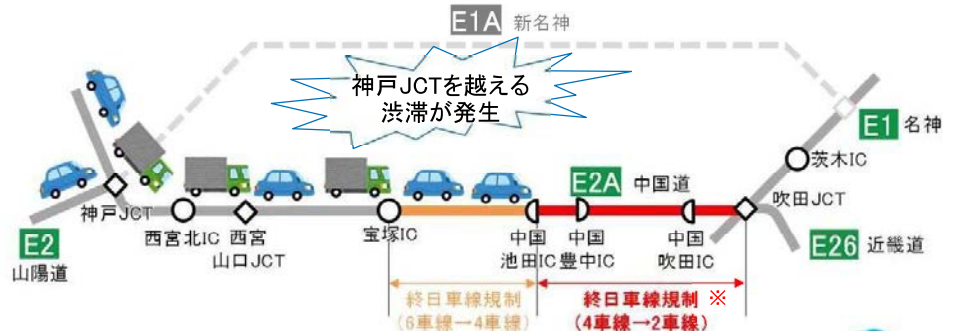 E1A 新名神
神戸JCTを越える
渋滞が発生
E1 名神
茨木IC
E2A 中国道
吹田JCT
神戸JCT
E2
山陽道
西宮北IC
西宮
山口JCT
宝塚IC
中国
池田IC
中国
豊中IC
中国
吹田IC
E26 近畿道
終日車線規制
(6車線→4車線)
終日車線規制 ※
(4車線→2車線)